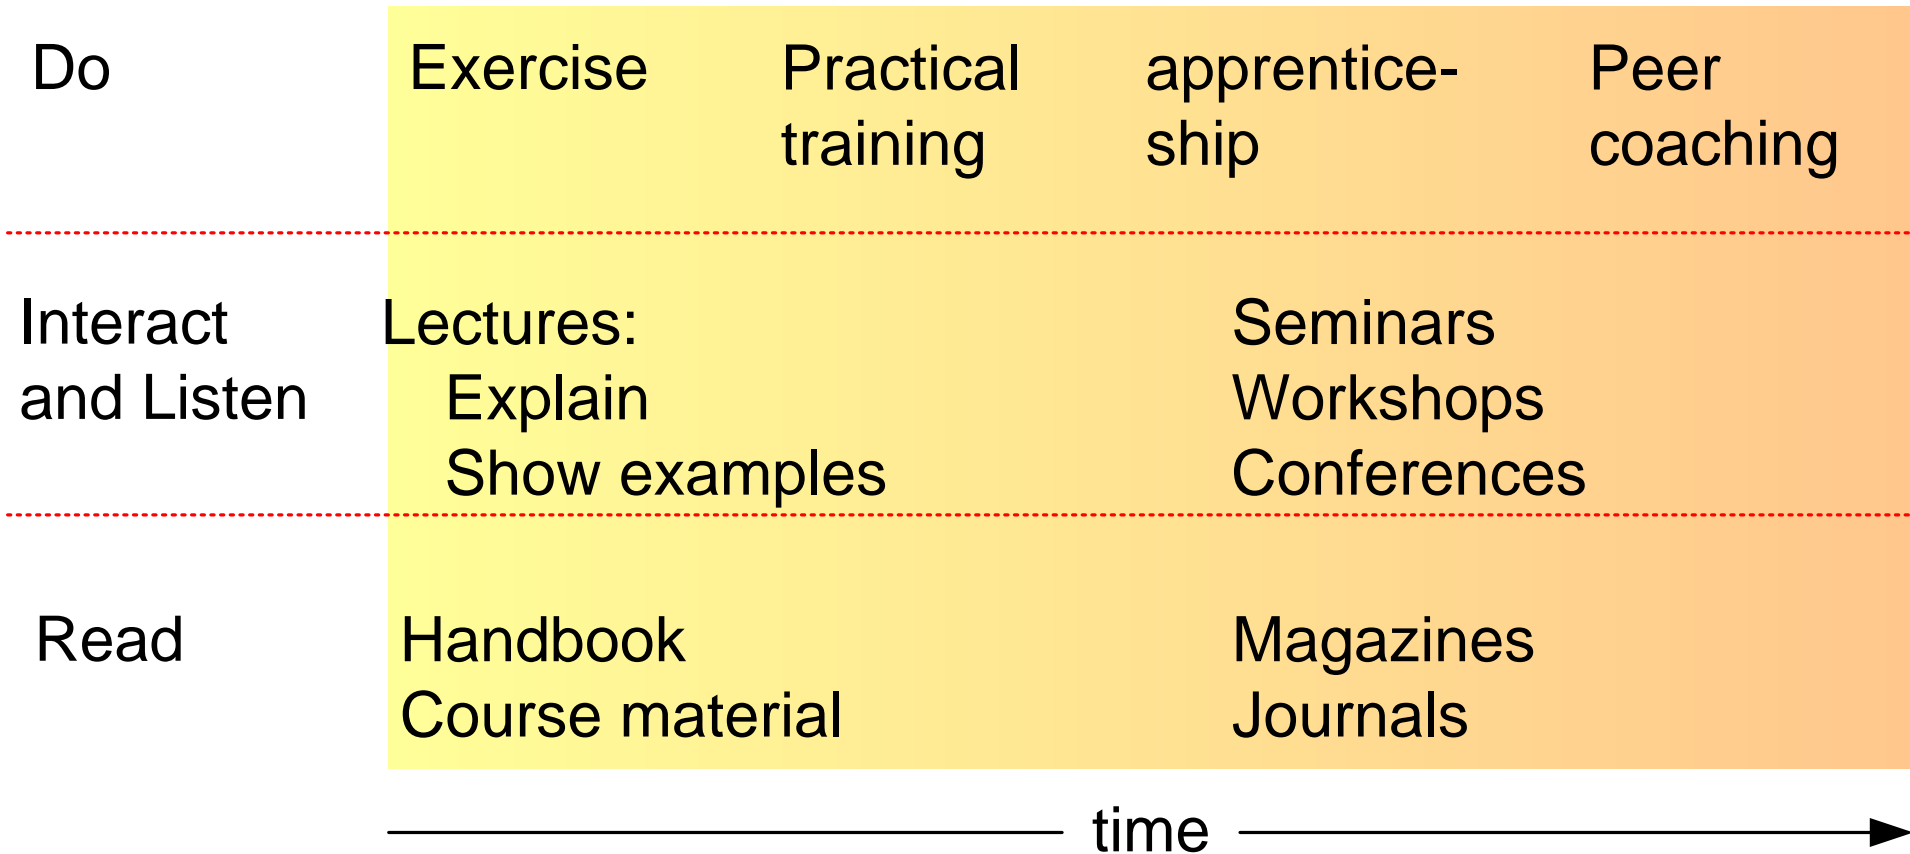 Do Exercise Practical apprentice- Peer
training ship coaching
Interact Lectures: Seminars
and Listen Explain Workshops
Show examples Conferences
Read Handbook Magazines
Course material Journals
time